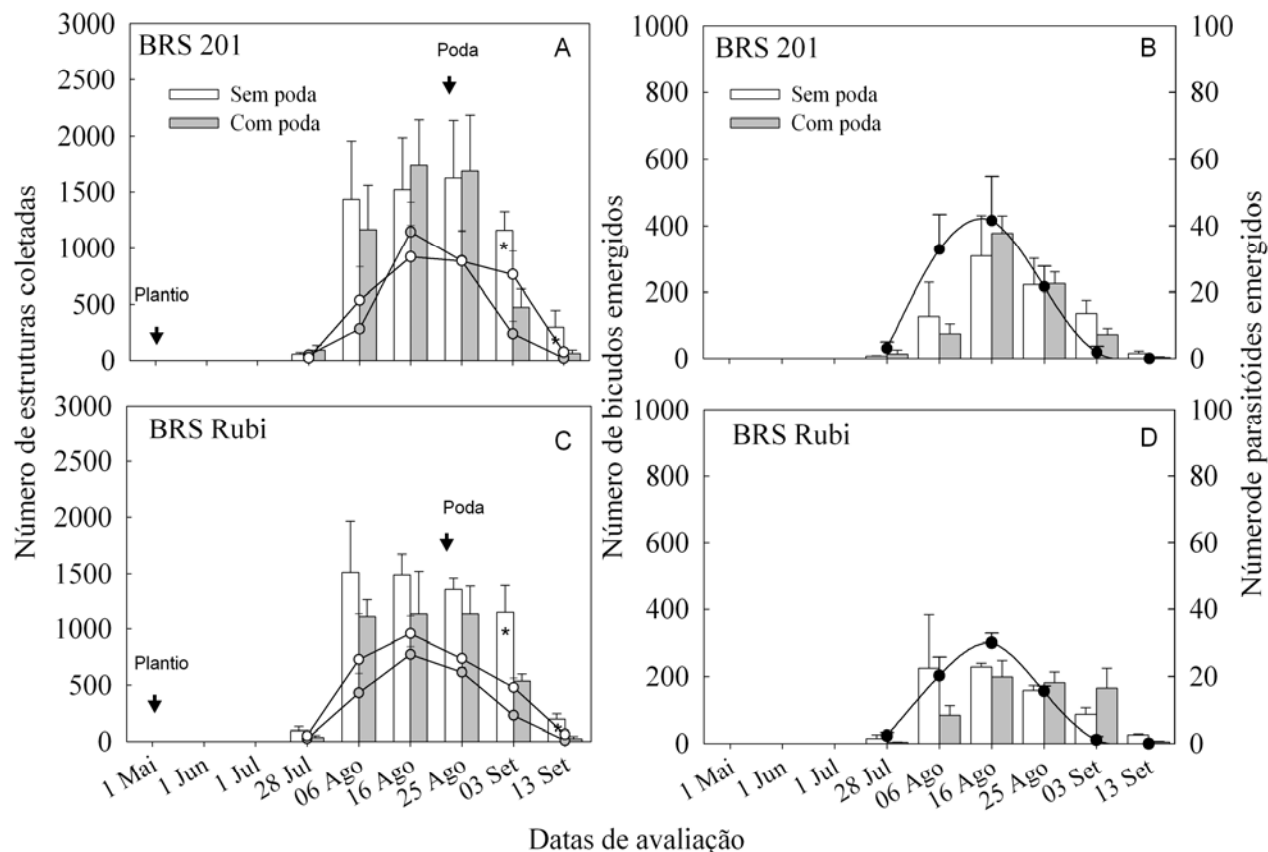 BRS 201
A
Poda
Sem poda
Com poda
Plantio
3000
2500
2000
1500
1000
500
0
Número de estruturas coletadas
BRS 201
B
Sem poda
Com poda
1000
800
600
400
200
0
100
80
60
40
20
0
Número de bicudos emergidos
Númerode parasitóides emergidos
BRS Rubi
C
Poda
Plantio
*
*
*
*
3000
2500
2000
1500
1000
500
0
1 Mai
1 Jun
1 Jul
28 Jul
06 Ago
16 Ago
25 Ago
03 Set
13 Set
BRS Rubi
D
1000
800
600
400
200
0
100
80
60
40
20
0
1 Mai
1 Jun
1 Jul
28 Jul
06 Ago
16 Ago
25 Ago
03 Set
13 Set
Datas de avaliação